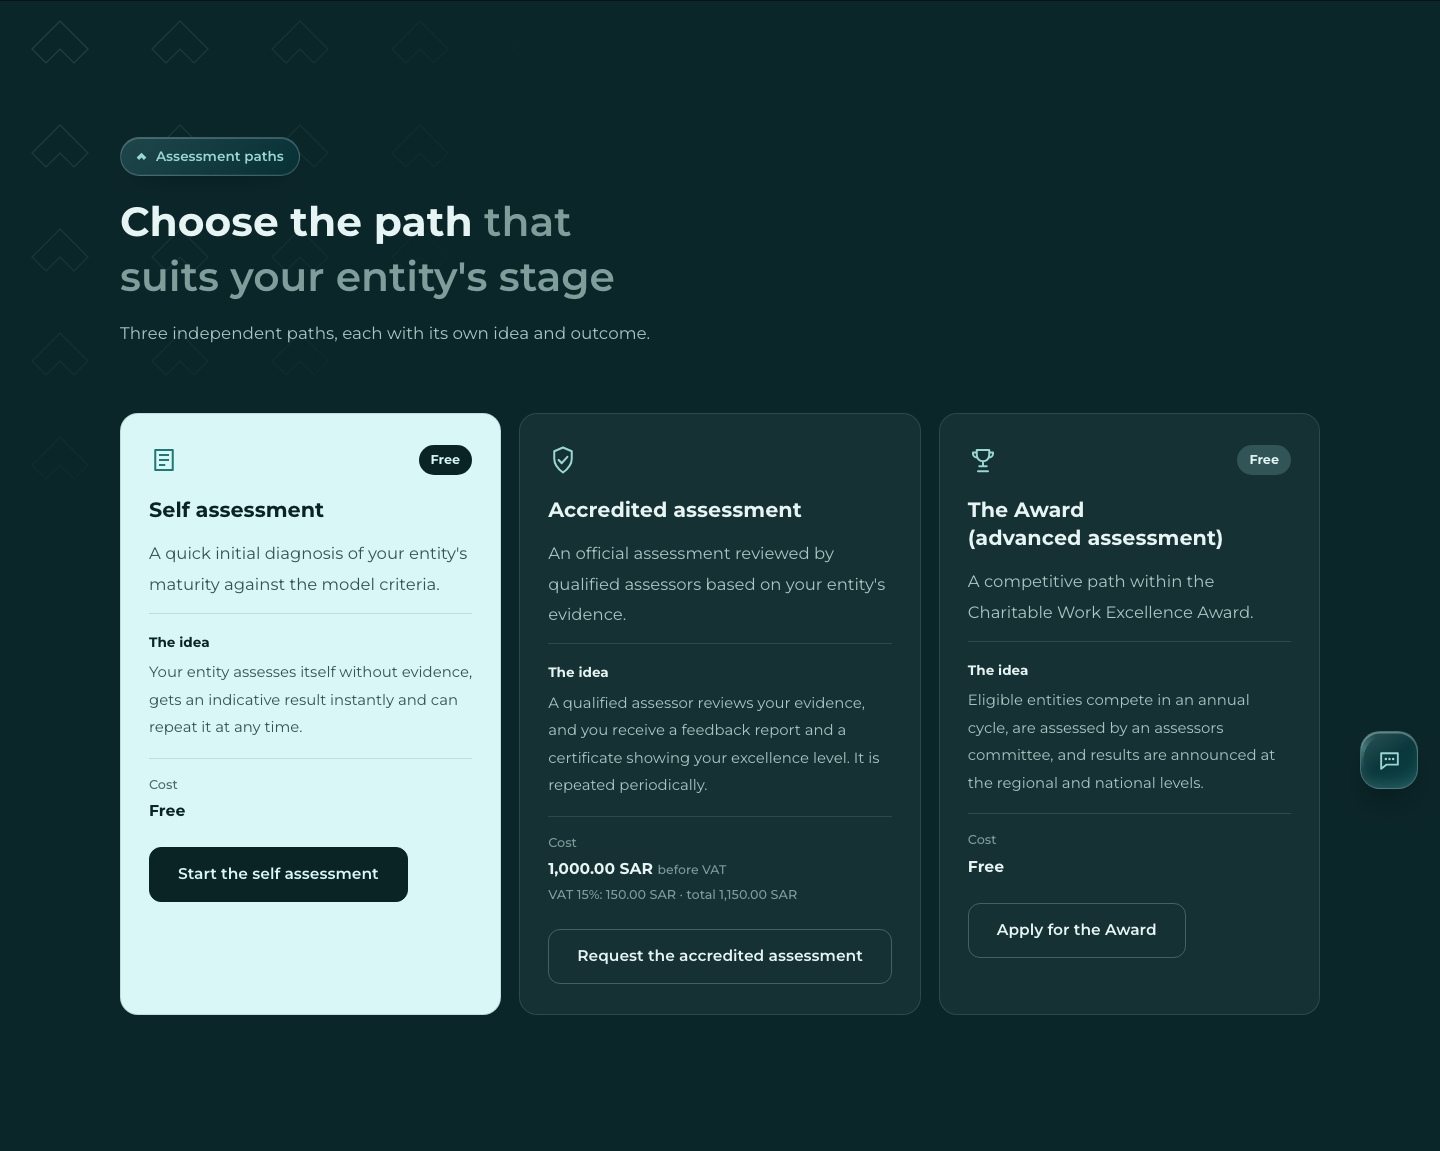 Assessment paths
Choose the path that
suits your entity's stage
Three independent paths, each with its own idea and outcome.
Free
Self assessment
A quick initial diagnosis of your entity's
maturity against the model criteria.
The idea
Your entity assesses itself without evidence,
gets an indicative result instantly and can
repeat it at any time.
Cost
Free
Start the self assessment
Accredited assessment
An official assessment reviewed by
qualified assessors based on your entity's
evidence.
The idea
A qualified assessor reviews your evidence,
and you receive a feedback report and a
certificate showing your excellence level. It is
repeated periodically.
Cost
1,000.00 SAR before VAT
VAT 15%: 150.00 SAR · total 1,150.00 SAR
Request the accredited assessment
Free
The Award
(advanced assessment)
A competitive path within the
Charitable Work Excellence Award.
The idea
Eligible entities compete in an annual
cycle, are assessed by an assessors
committee, and results are announced at
the regional and national levels.
Cost
Free
Apply for the Award